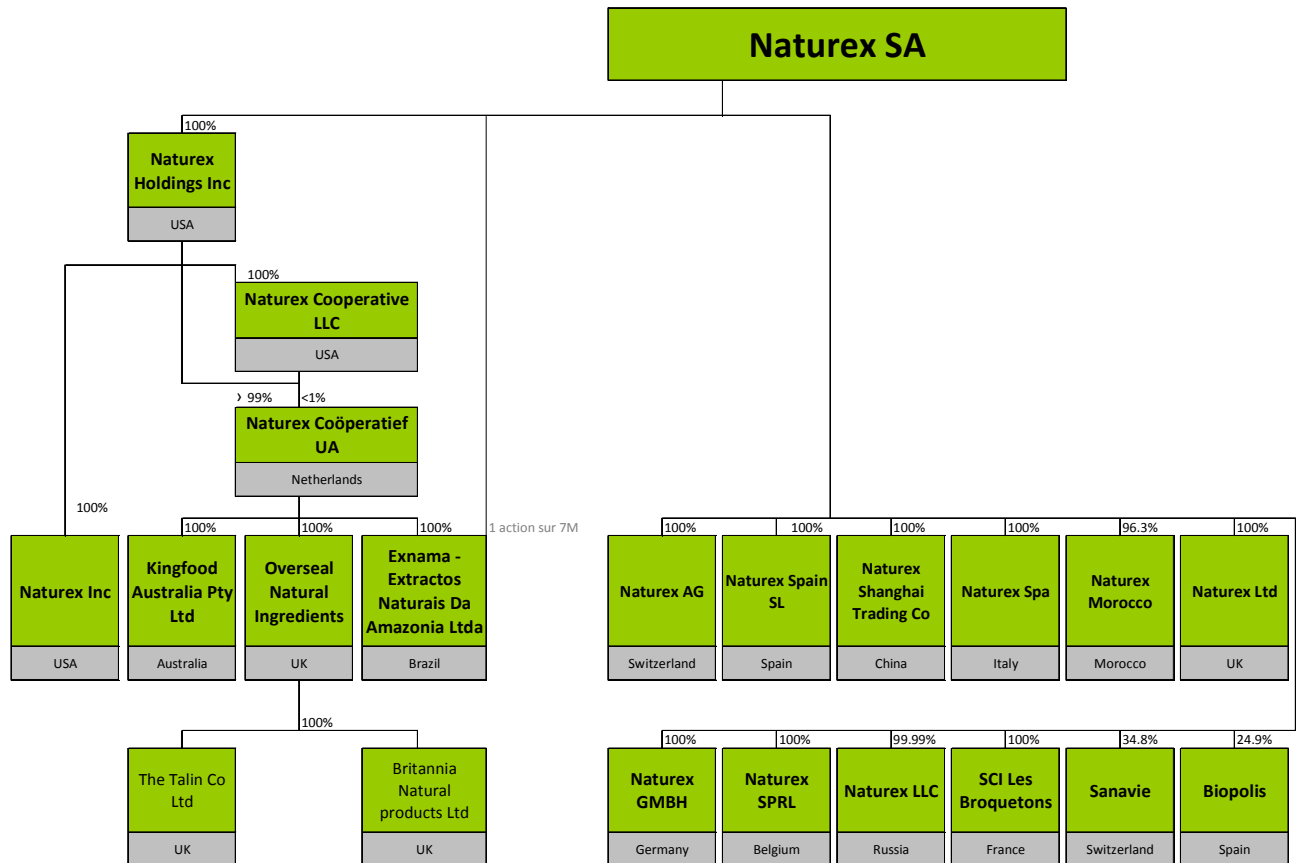 Naturex SA
100%
Naturex
Holdings Inc
USA
100%
Naturex Cooperative
LLC
USA
> 99%
<1%
Naturex Coöperatief
UA
Netherlands
100%
100%
100%
100%
1 action sur 7M
Naturex Inc
USA
Kingfood
Australia Pty
Ltd
Australia
Overseal
Natural
Ingredients
UK
Exnama -
Extractos
Naturais Da
Amazonia Ltda
Brazil
100%
100%
100%
100%
96.3%
100%
Naturex AG
Switzerland
Naturex Spain
SL
Spain
Naturex
Shanghai
Trading Co
China
Naturex Spa
Italy
Naturex
Morocco
Morocco
Naturex Ltd
UK
100%
The Talin Co
Ltd
UK
Britannia
Natural
products Ltd
UK
100%
100%
99.99%
100%
34.8%
24.9%
Naturex
GMBH
Germany
Naturex
SPRL
Belgium
Naturex LLC
Russia
SCI Les
Broquetons
France
Sanavie
Switzerland
Biopolis
Spain